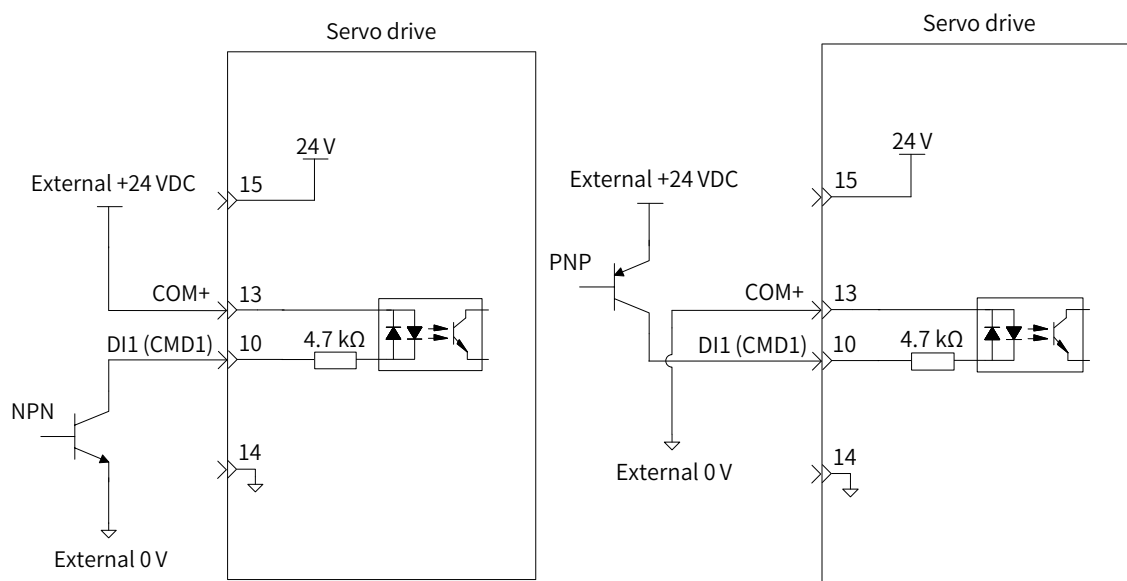 Servo drive
24 V
External +24 VDC
15
COM+
13
DI1 (CMD1)
10
4.7 kΩ
NPN
14
External 0 V
Servo drive
24 V
External +24 VDC
15
PNP
COM+
13
DI1 (CMD1)
10
4.7 kΩ
14
External 0 V